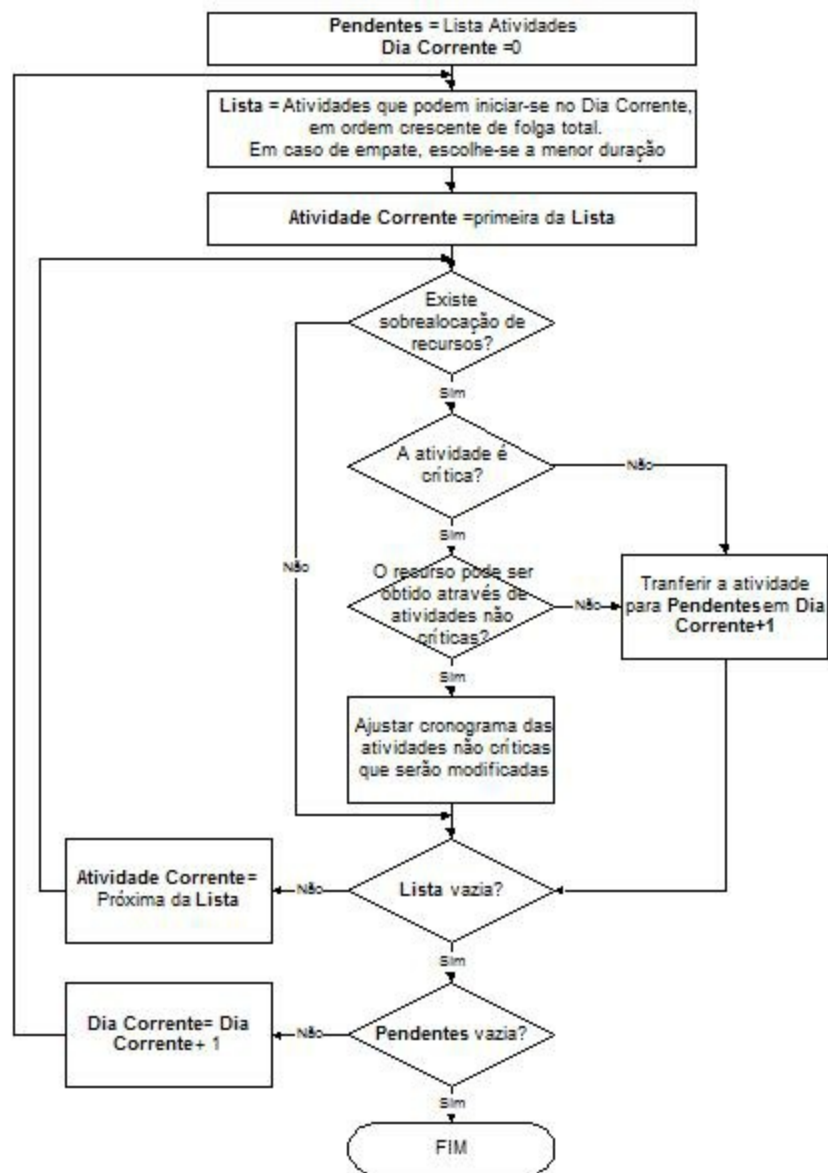 Pendentes = Lista Atividades
Dia Corrente =0
Lista = Atividades que podem iniciar-se no Dia Corrente,
em ordem crescente de folga total.
Em caso de empate, escolhe-se a menor duração
Atividade Corrente =primeira da Lista
Existe
sobrealocação de
recursos?
Sim
A atividade é
crítica?
Não
Sim
Não
O recurso pode ser
obtido através de
atividades não
críticas?
Não
Tranferir a atividade
para Pendentes em Dia
Corrente+1
Sim
Ajustar cronograma das
atividades não críticas
que serão modificadas
Atividade Corrente=
Próxima da Lista
Não
Lista vazia?
Sim
Dia Corrente= Dia
Corrente+ 1
Não
Pendentes vazia?
Sim
FIM